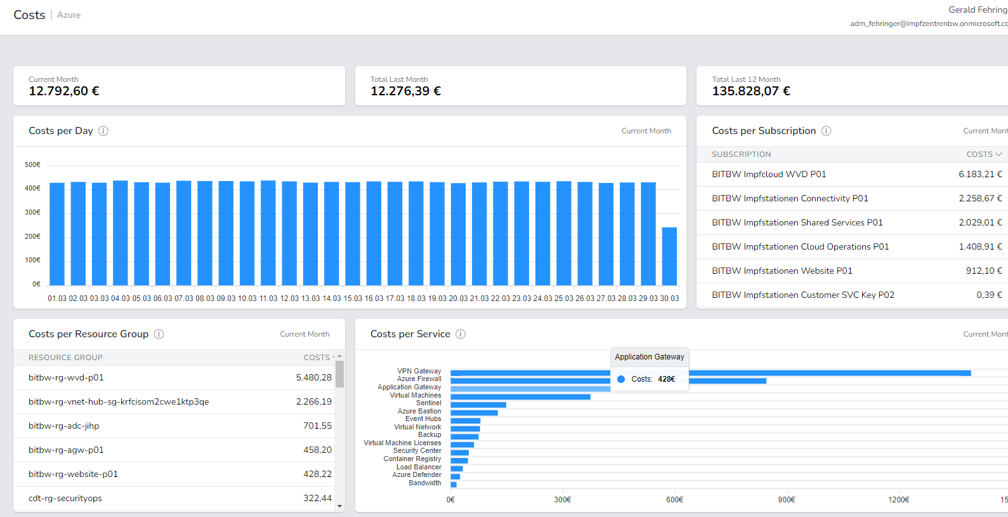 Costs | Azure
Gerald Fehring
adm_fehringer@impfzentrenbw.onmicrosoft.co
Current Month
12.792,60 €
Total Last Month
12.276,39 €
Total Last 12 Month
135.828,07 €
Costs per Day
Current Month
500€
400€
300€
200€
100€
0€
01.03 02.03 03.03 04.03 05.03 06.03 07.03 08.03 09.03 10.03 11.03 12.03 13.03 14.03 15.03 16.03 17.03 18.03 19.03 20.03 21.03 22.03 23.03 24.03 25.03 26.03 27.03 28.03 29.03 30.03
Costs per Subscription
Current Mont
SUBSCRIPTION COSTS
BITBW Impfcloud WVD P01 6.183,21 €
BITBW Impfstationen Connectivity P01 2.258,67 €
BITBW Impfstationen Shared Services P01 2.029,01 €
BITBW Impfstationen Cloud Operations P01 1.408,91 €
BITBW Impfstationen Website P01 912,10 €
BITBW Impfstationen Customer SVC Key P02 0,39 €
Costs per Resource Group
Current Month
RESOURCE GROUP COSTS
bitbw-rg-wvd-p01 5.480,28
bitbw-rg-vnet-hub-sg-krfcisom2cwe1ktp3qe 2.266,19
bitbw-rg-adc-jihp 701,55
bitbw-rg-agw-p01 458,20
bitbw-rg-website-p01 428,22
cdt-rg-securityops 322,44
Costs per Service
Current Mont
Application Gateway
Costs: 428€
VPN Gateway
Azure Firewall
Application Gateway
Virtual Machines
Sentinel
Azure Bastion
Event Hubs
Virtual Network
Backup
Virtual Machine Licenses
Security Center
Container Registry
Load Balancer
Azure Defender
Bandwidth
0€ 300€ 600€ 900€ 1200€ 15